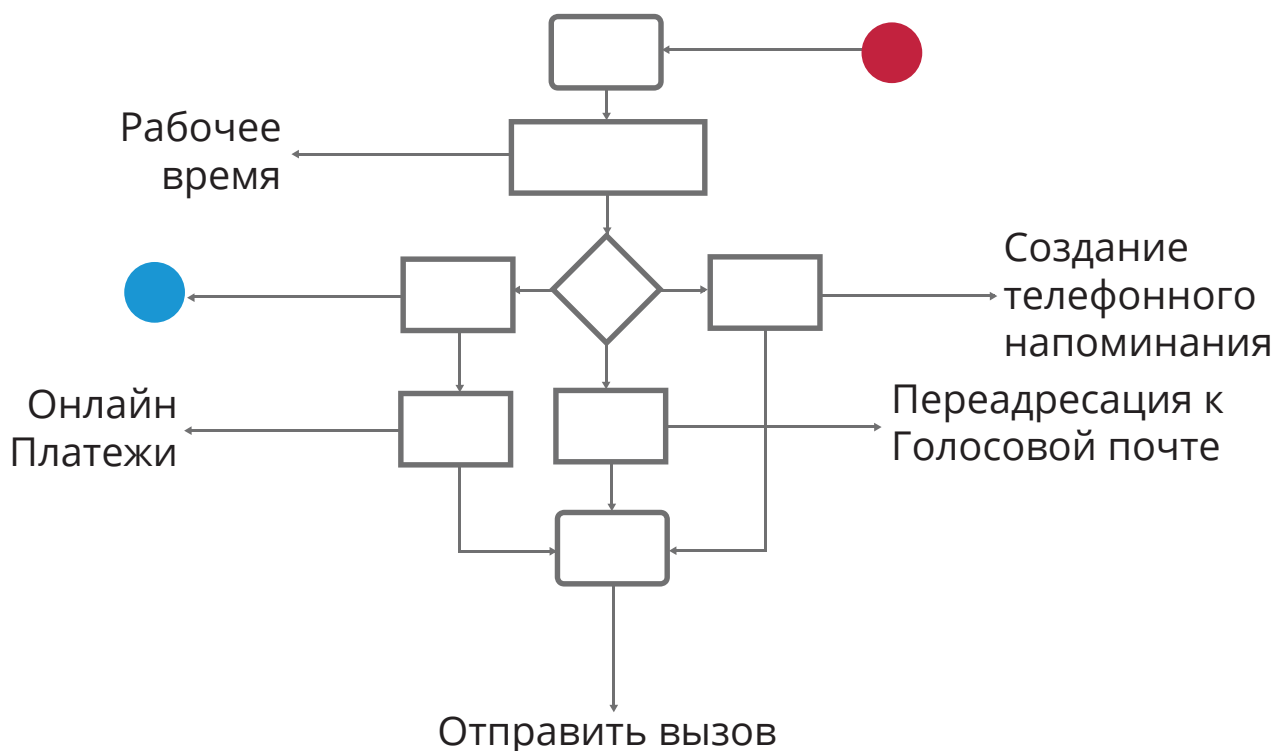 Рабочее
время
Создание
телефонного
напоминания
Онлайн
Платежи
Переадресация к
Голосовой почте
Отправить вызов